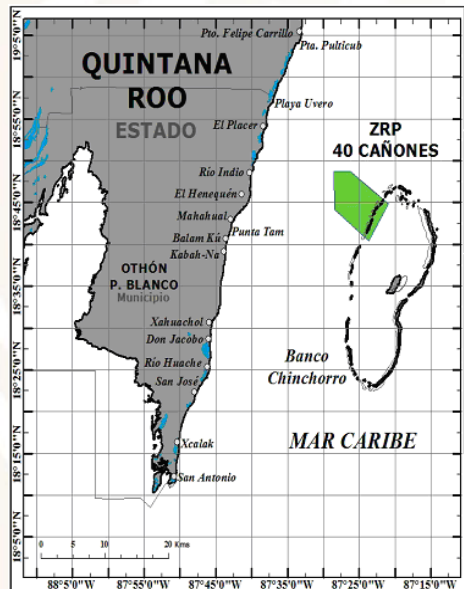 Pto. Felipe Carrillo
Pta. Pulticub
QUINTANA
ROO
ESTADO
Playa Uvero
El Placer
ZRP
40 CAÑONES
Río Indio
El Henequén
Mahahual
Punta Tam
Balam Kú
Kabah-Na
OTHÓN
P. BLANCO
Municipio
Xahuachol
Don Jacobo
Río Huache
San José
Banco
Chinchorro
MAR CARIBE
Xcalak
San Antonio
0 5 10 20 Kms
19°5'0"N
18°55'0"N
18°45'0"N
18°35'0"N
18°25'0"N
18°15'0"N
18°5'0"N
88°5'0"W
87°55'0"W
87°45'0"W
87°35'0"W
87°25'0"W
87°15'0"W